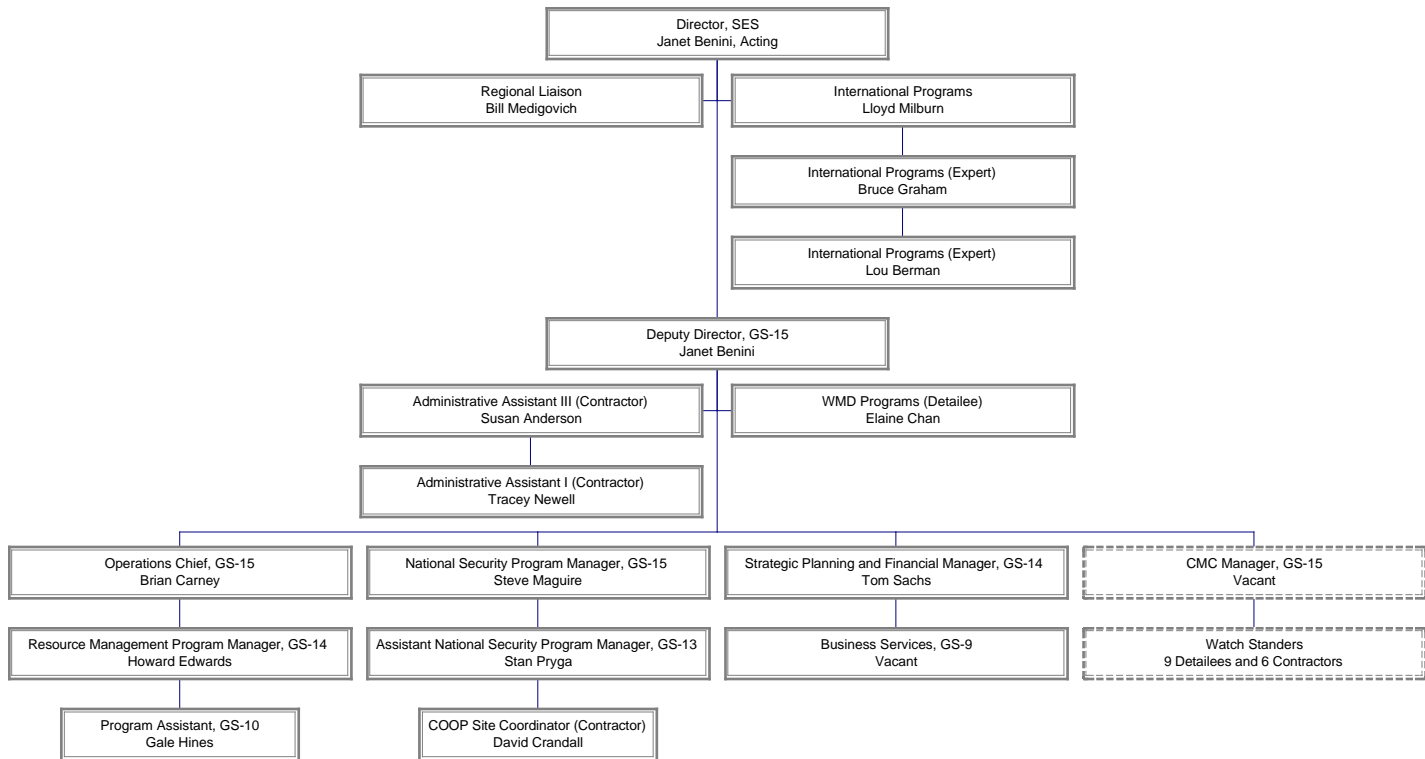 Director, SES
Janet Benini, Acting
Regional Liaison
Bill Medigovich
International Programs
Lloyd Milburn
International Programs (Expert)
Bruce Graham
International Programs (Expert)
Lou Berman
Deputy Director, GS-15
Janet Benini
Administrative Assistant III (Contractor)
Susan Anderson
WMD Programs (Detailee)
Elaine Chan
Administrative Assistant I (Contractor)
Tracey Newell
Operations Chief, GS-15
Brian Carney
National Security Program Manager, GS-15
Steve Maguire
Strategic Planning and Financial Manager, GS-14
Tom Sachs
CMC Manager, GS-15
Vacant
Resource Management Program Manager, GS-14
Howard Edwards
Assistant National Security Program Manager, GS-13
Stan Pryga
Business Services, GS-9
Vacant
Watch Standers
9 Detailees and 6 Contractors
Program Assistant, GS-10
Gale Hines
COOP Site Coordinator (Contractor)
David Crandall